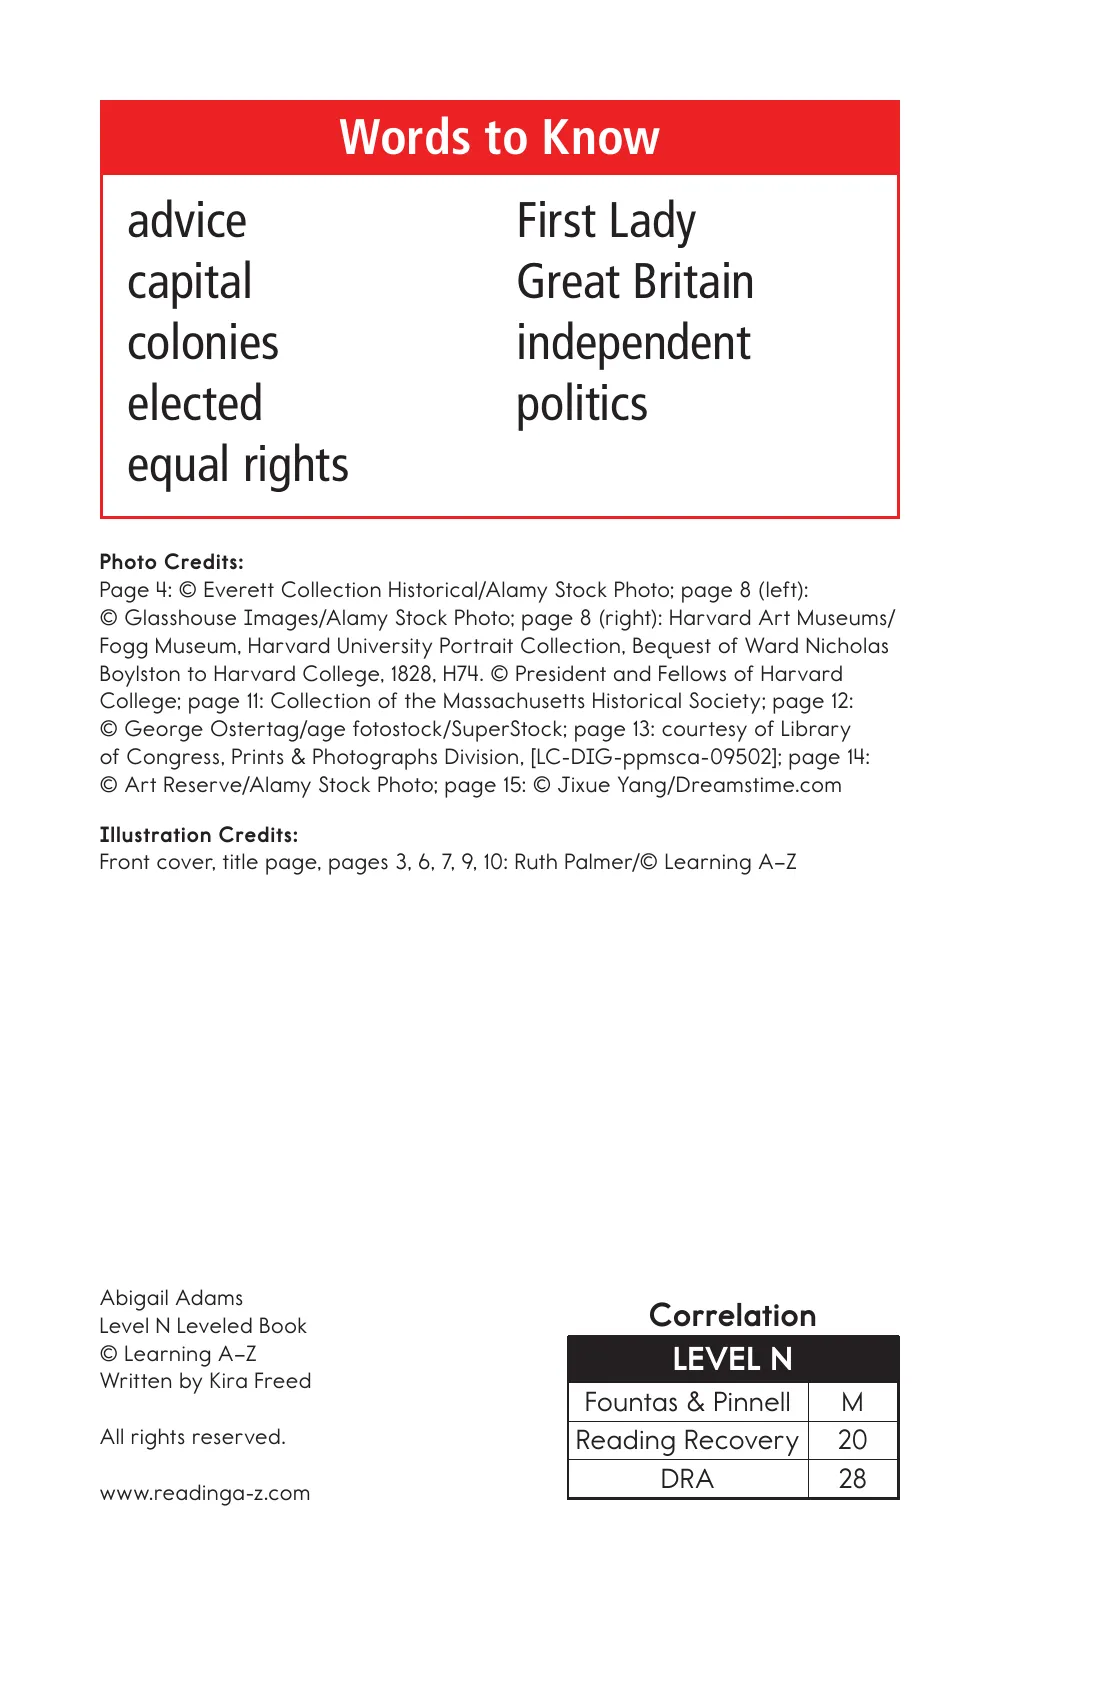 Words to Know
advice
capital
colonies
elected
equal rights
First Lady
Great Britain
independent
politics
Photo Credits:
Page 4: © Everett Collection Historical/Alamy Stock Photo; page 8 (left):
© Glasshouse Images/Alamy Stock Photo; page 8 (right): Harvard Art Museums/
Fogg Museum, Harvard University Portrait Collection, Bequest of Ward Nicholas
Boylston to Harvard College, 1828, H74. © President and Fellows of Harvard
College; page 11: Collection of the Massachusetts Historical Society; page 12:
© George Ostertag/age fotostock/SuperStock; page 13: courtesy of Library
of Congress, Prints & Photographs Division, [LC-DIG-ppmsca-09502]; page 14:
© Art Reserve/Alamy Stock Photo; page 15: © Jixue Yang/Dreamstime.com
Illustration Credits:
Front cover, title page, pages 3, 6, 7, 9, 10: Ruth Palmer/© Learning A–Z
Abigail Adams
Level N Leveled Book
© Learning A–Z
Written by Kira Freed
All rights reserved.
www.readinga-z.com
Correlation
LEVEL N
Fountas & Pinnell M
Reading Recovery 20
DRA 28